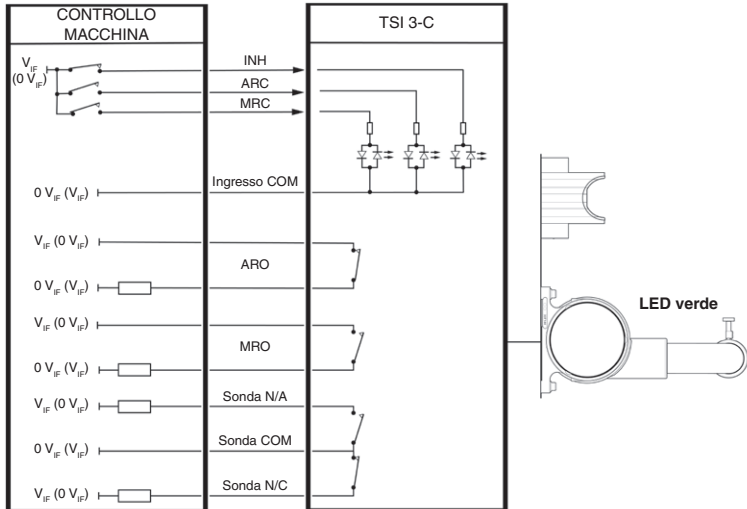 CONTROLLO
MACCHINA
TSI 3-C
V_IF
(0 V_IF)
INH
ARC
MRC
0 V_IF (V_IF)
Ingresso COM
V_IF (0 V_IF)
ARO
0 V_IF (V_IF)
V_IF (0 V_IF)
MRO
0 V_IF (V_IF)
V_IF (0 V_IF)
Sonda N/A
0 V_IF (V_IF)
Sonda COM
V_IF (0 V_IF)
Sonda N/C
LED verde